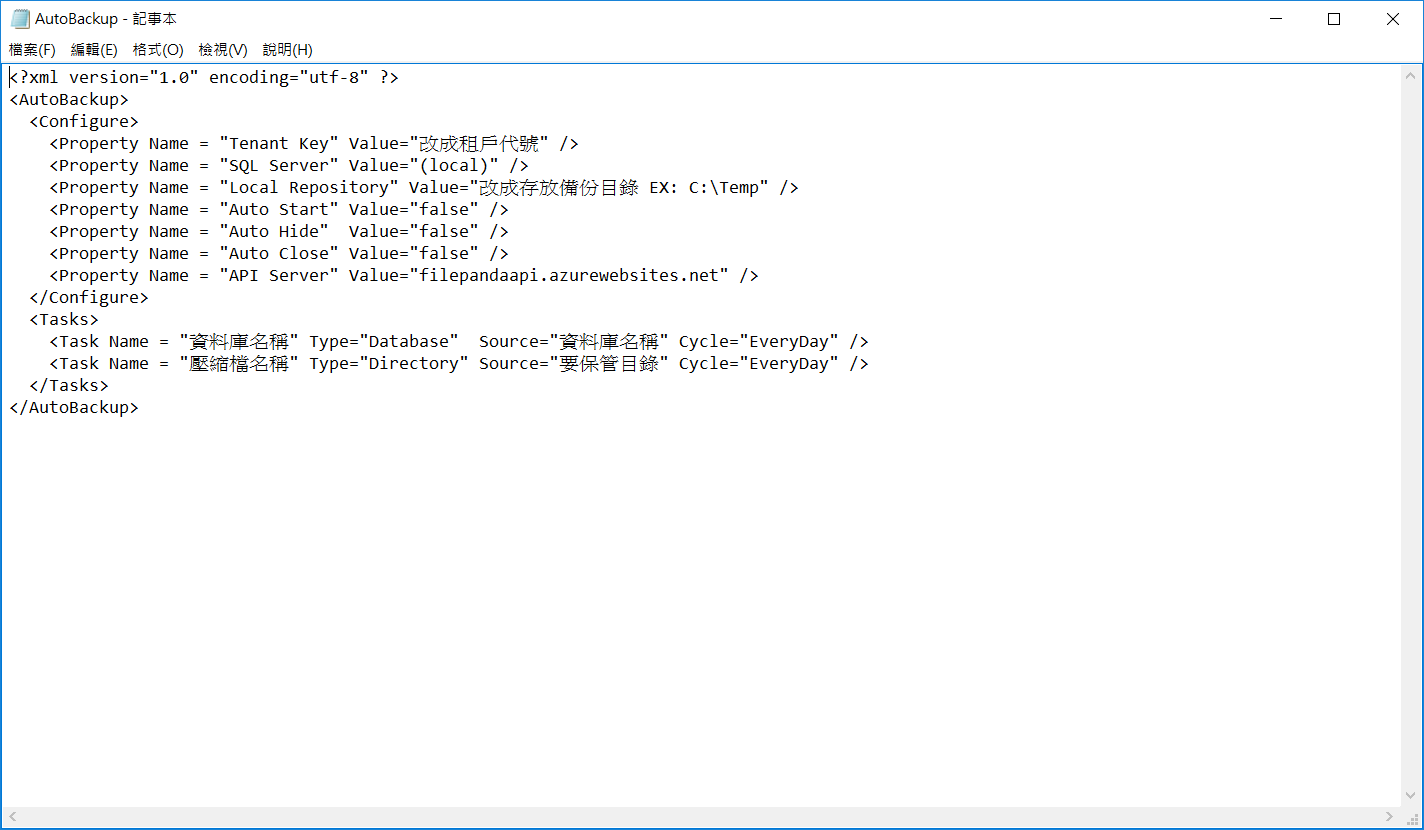 AutoBackup - 記事本
檔案(F) 編輯(E) 格式(O) 檢視(V) 說明(H)
<?xml version="1.0" encoding="utf-8" ?>
<AutoBackup>
  <Configure>
    <Property Name = "Tenant Key" Value="改成租戶代號" />
    <Property Name = "SQL Server" Value="(local)" />
    <Property Name = "Local Repository" Value="改成存放備份目錄 EX: C:\Temp" />
    <Property Name = "Auto Start" Value="false" />
    <Property Name = "Auto Hide"  Value="false" />
    <Property Name = "Auto Close" Value="false" />
    <Property Name = "API Server" Value="filepandaapi.azurewebsites.net" />
  </Configure>
  <Tasks>
    <Task Name = "資料庫名稱" Type="Database"  Source="資料庫名稱" Cycle="EveryDay" />
    <Task Name = "壓縮檔名稱" Type="Directory" Source="要保管目錄" Cycle="EveryDay" />
  </Tasks>
</AutoBackup>